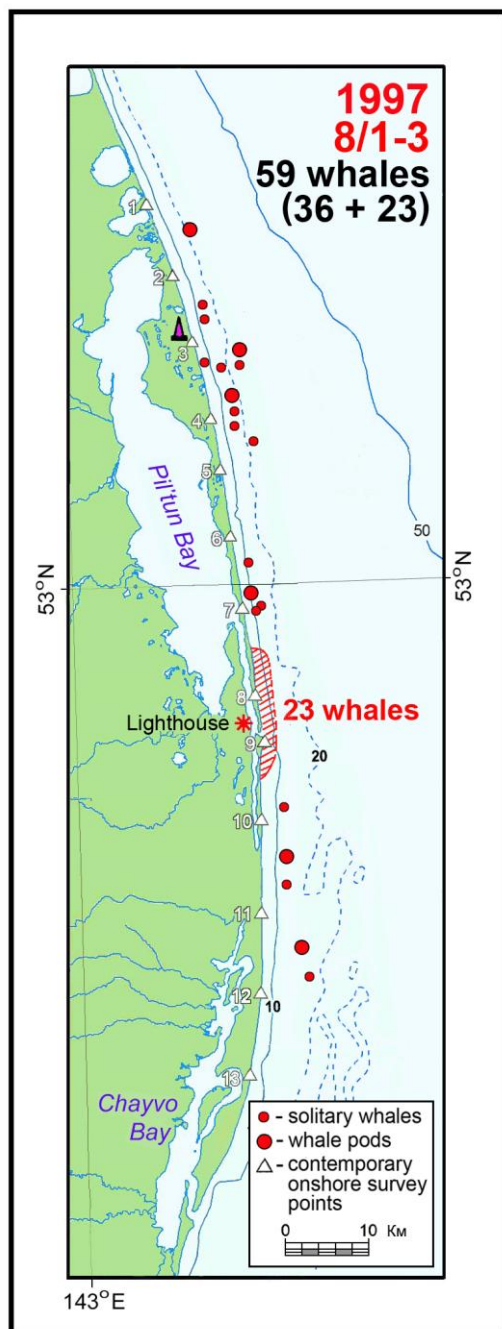 1997
8/1-3
59 whales
(36 + 23)
1
2
3
4
5
Pil'tun Bay
6
50
53°N
53°N
7
8
23 whales
Lighthouse
9
20
10
11
12
10
13
Chayvo
Bay
- solitary whales
- whale pods
- contemporary
onshore survey
points
0 10 Км
143°E